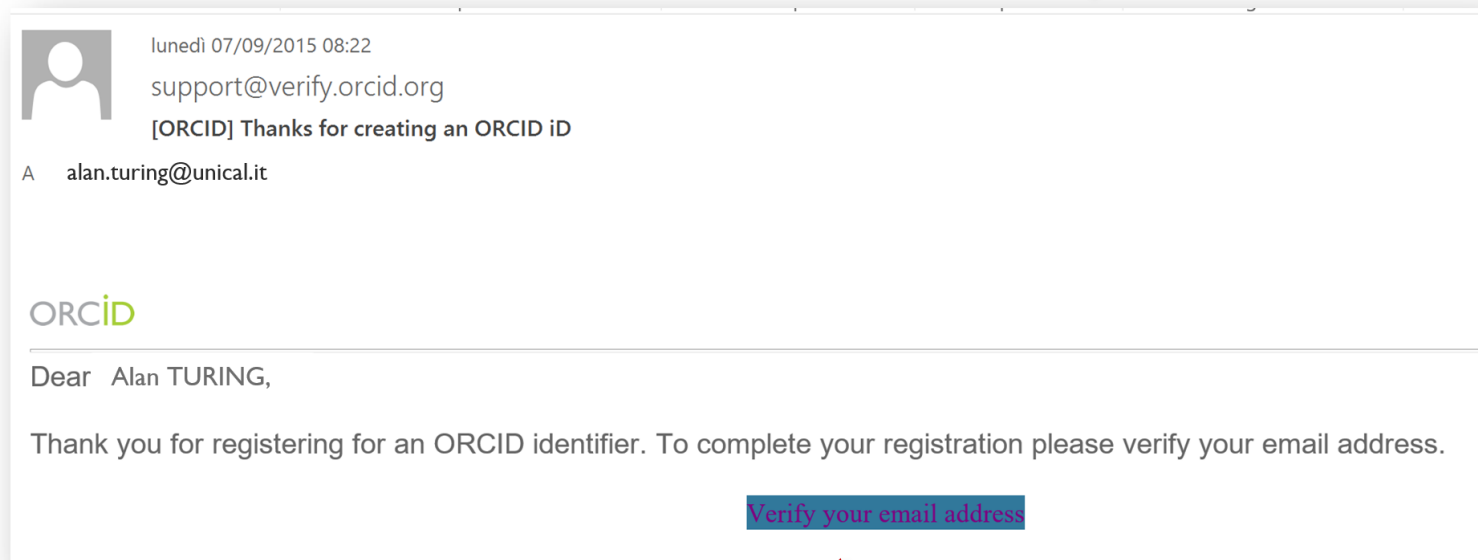 lunedì 07/09/2015 08:22
support@verify.orcid.org
[ORCID] Thanks for creating an ORCID iD
A alan.turing@unical.it
ORCiD
Dear Alan TURING,
Thank you for registering for an ORCID identifier. To complete your registration please verify your email address.
Verify your email address